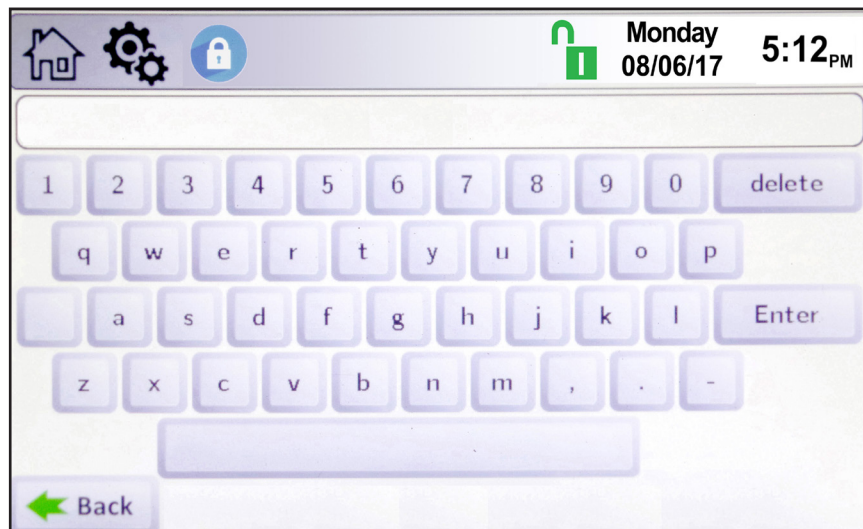 Monday
08/06/17
5:12PM
1 2 3 4 5 6 7 8 9 0 delete
q w e r t y u i o p
a s d f g h j k l Enter
z x c v b n m , . -
Back